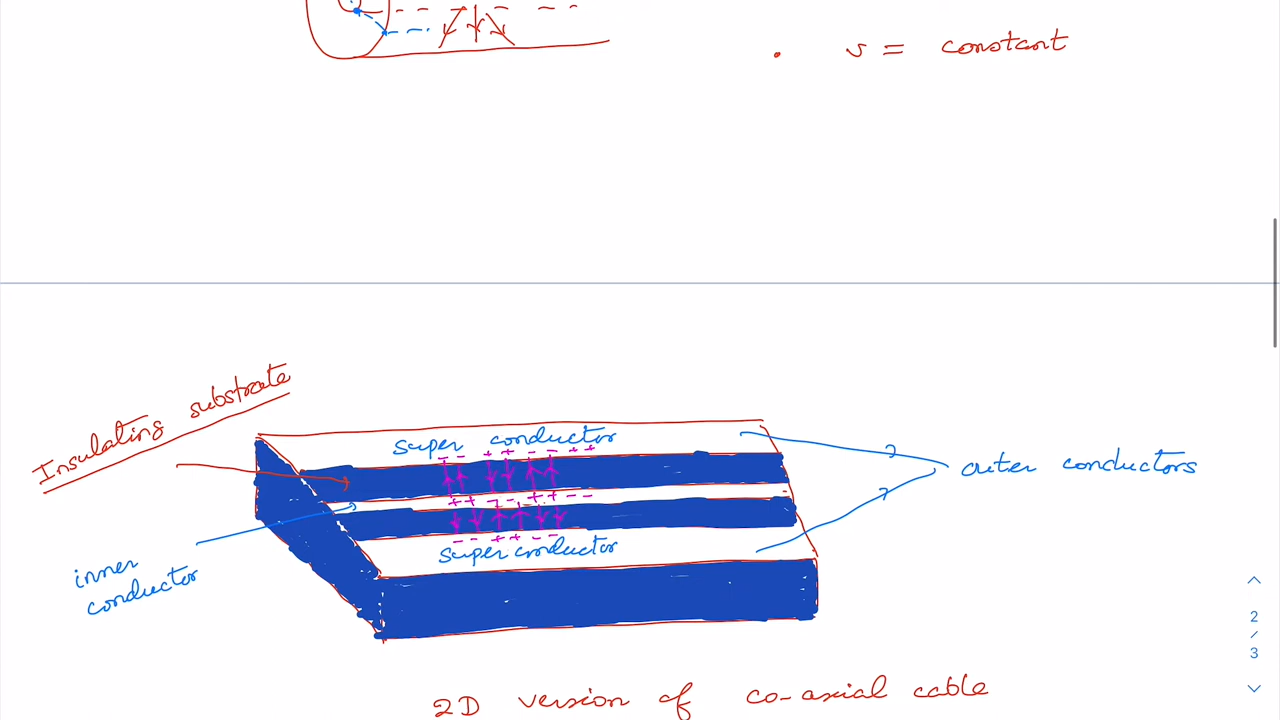 v = constant
Insulating substrate
super conductor
outer conductors
super conductor
inner
conductor
2D version of co-axial cable
2
/
3